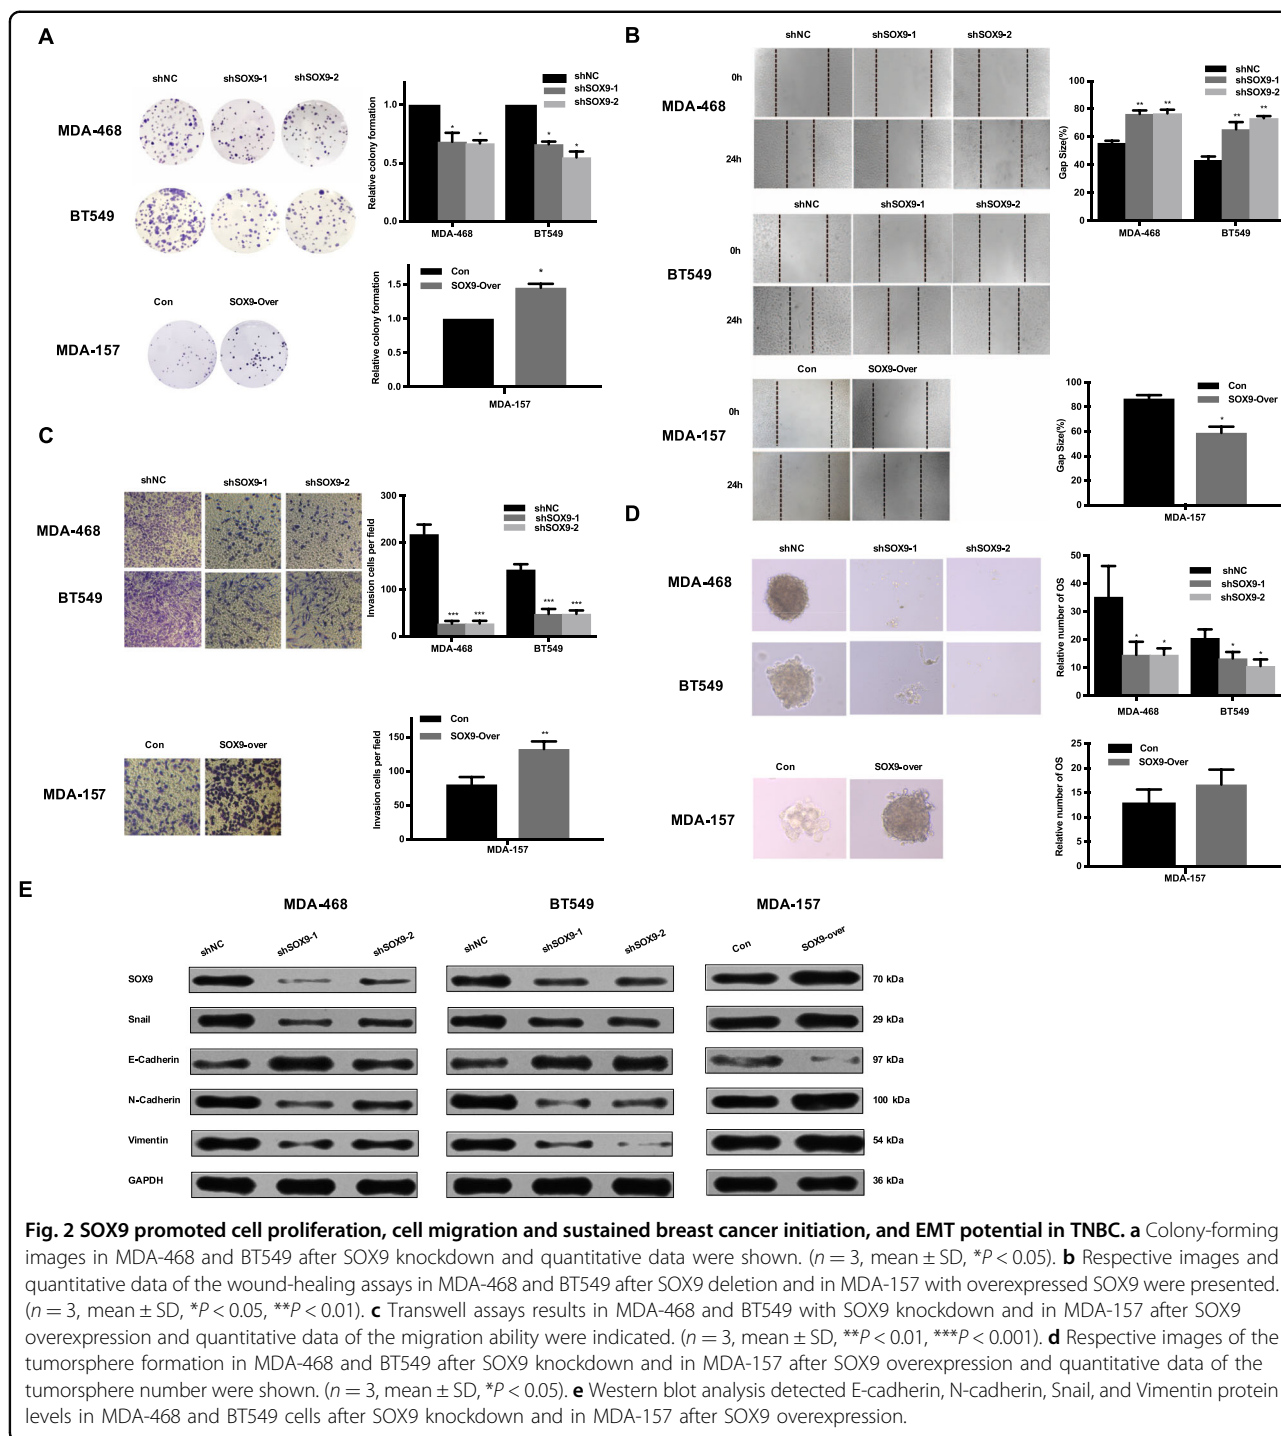 A
shNC shSOX9-1 shSOX9-2
MDA-468
BT549
Relative colony formation
1.0
0.5
0.0
shNC
shSOX9-1
shSOX9-2
* * * *
MDA-468 BT549
Con SOX9-Over
MDA-157
Relative colony formation
1.5
1.0
1.0
0.0
Con
SOX9-Over
*
MDA-157
B
shNC shSOX9-1 shSOX9-2
0h
MDA-468
24h
shNC shSOX9-1 shSOX9-2
0h
BT549
24h
Con SOX9-Over
0h
MDA-157
24h
Gap Size(%)
100
80
60
40
20
0
shNC
shSOX9-1
shSOX9-2
** ** ** **
MDA-468 BT549
Gap Size(%)
100
80
60
40
20
0
Con
SOX9-Over
*
MDA-157
C
shNC shSOX9-1 shSOX9-2
MDA-468
BT549
Invasion cells per field
300
200
100
0
shNC
shSOX9-1
shSOX9-2
*** *** *** ***
MDA-468 BT549
Con SOX9-over
MDA-157
Invasion cells per field
150
100
50
0
Con
SOX9-Over
**
MDA-157
D
shNC shSOX9-1 shSOX9-2
MDA-468
BT549
Relative number of OS
50
40
30
20
10
0
shNC
shSOX9-1
shSOX9-2
* * * *
MDA-468 BT549
Con SOX9-over
MDA-157
Relative number of OS
25
20
15
10
5
0
Con
SOX9-Over
MDA-157
E
MDA-468 BT549 MDA-157
shNC shSOX9-1 shSOX9-2 shNC shSOX9-1 shSOX9-2 Con SOX9-over
SOX9 70 kDa
Snail 29 kDa
E-Cadherin 97 kDa
N-Cadherin 100 kDa
Vimentin 54 kDa
GAPDH 36 kDa
Fig. 2 SOX9 promoted cell proliferation, cell migration and sustained breast cancer initiation, and EMT potential in TNBC. a Colony-forming
images in MDA-468 and BT549 after SOX9 knockdown and quantitative data were shown. (n = 3, mean ± SD, *P < 0.05). b Respective images and
quantitative data of the wound-healing assays in MDA-468 and BT549 after SOX9 deletion and in MDA-157 with overexpressed SOX9 were presented.
(n = 3, mean ± SD, *P < 0.05, **P < 0.01). c Transwell assays results in MDA-468 and BT549 with SOX9 knockdown and in MDA-157 after SOX9
overexpression and quantitative data of the migration ability were indicated. (n = 3, mean ± SD, **P < 0.01, ***P < 0.001). d Respective images of the
tumorsphere formation in MDA-468 and BT549 after SOX9 knockdown and in MDA-157 after SOX9 overexpression and quantitative data of the
tumorsphere number were shown. (n = 3, mean ± SD, *P < 0.05). e Western blot analysis detected E-cadherin, N-cadherin, Snail, and Vimentin protein
levels in MDA-468 and BT549 cells after SOX9 knockdown and in MDA-157 after SOX9 overexpression.